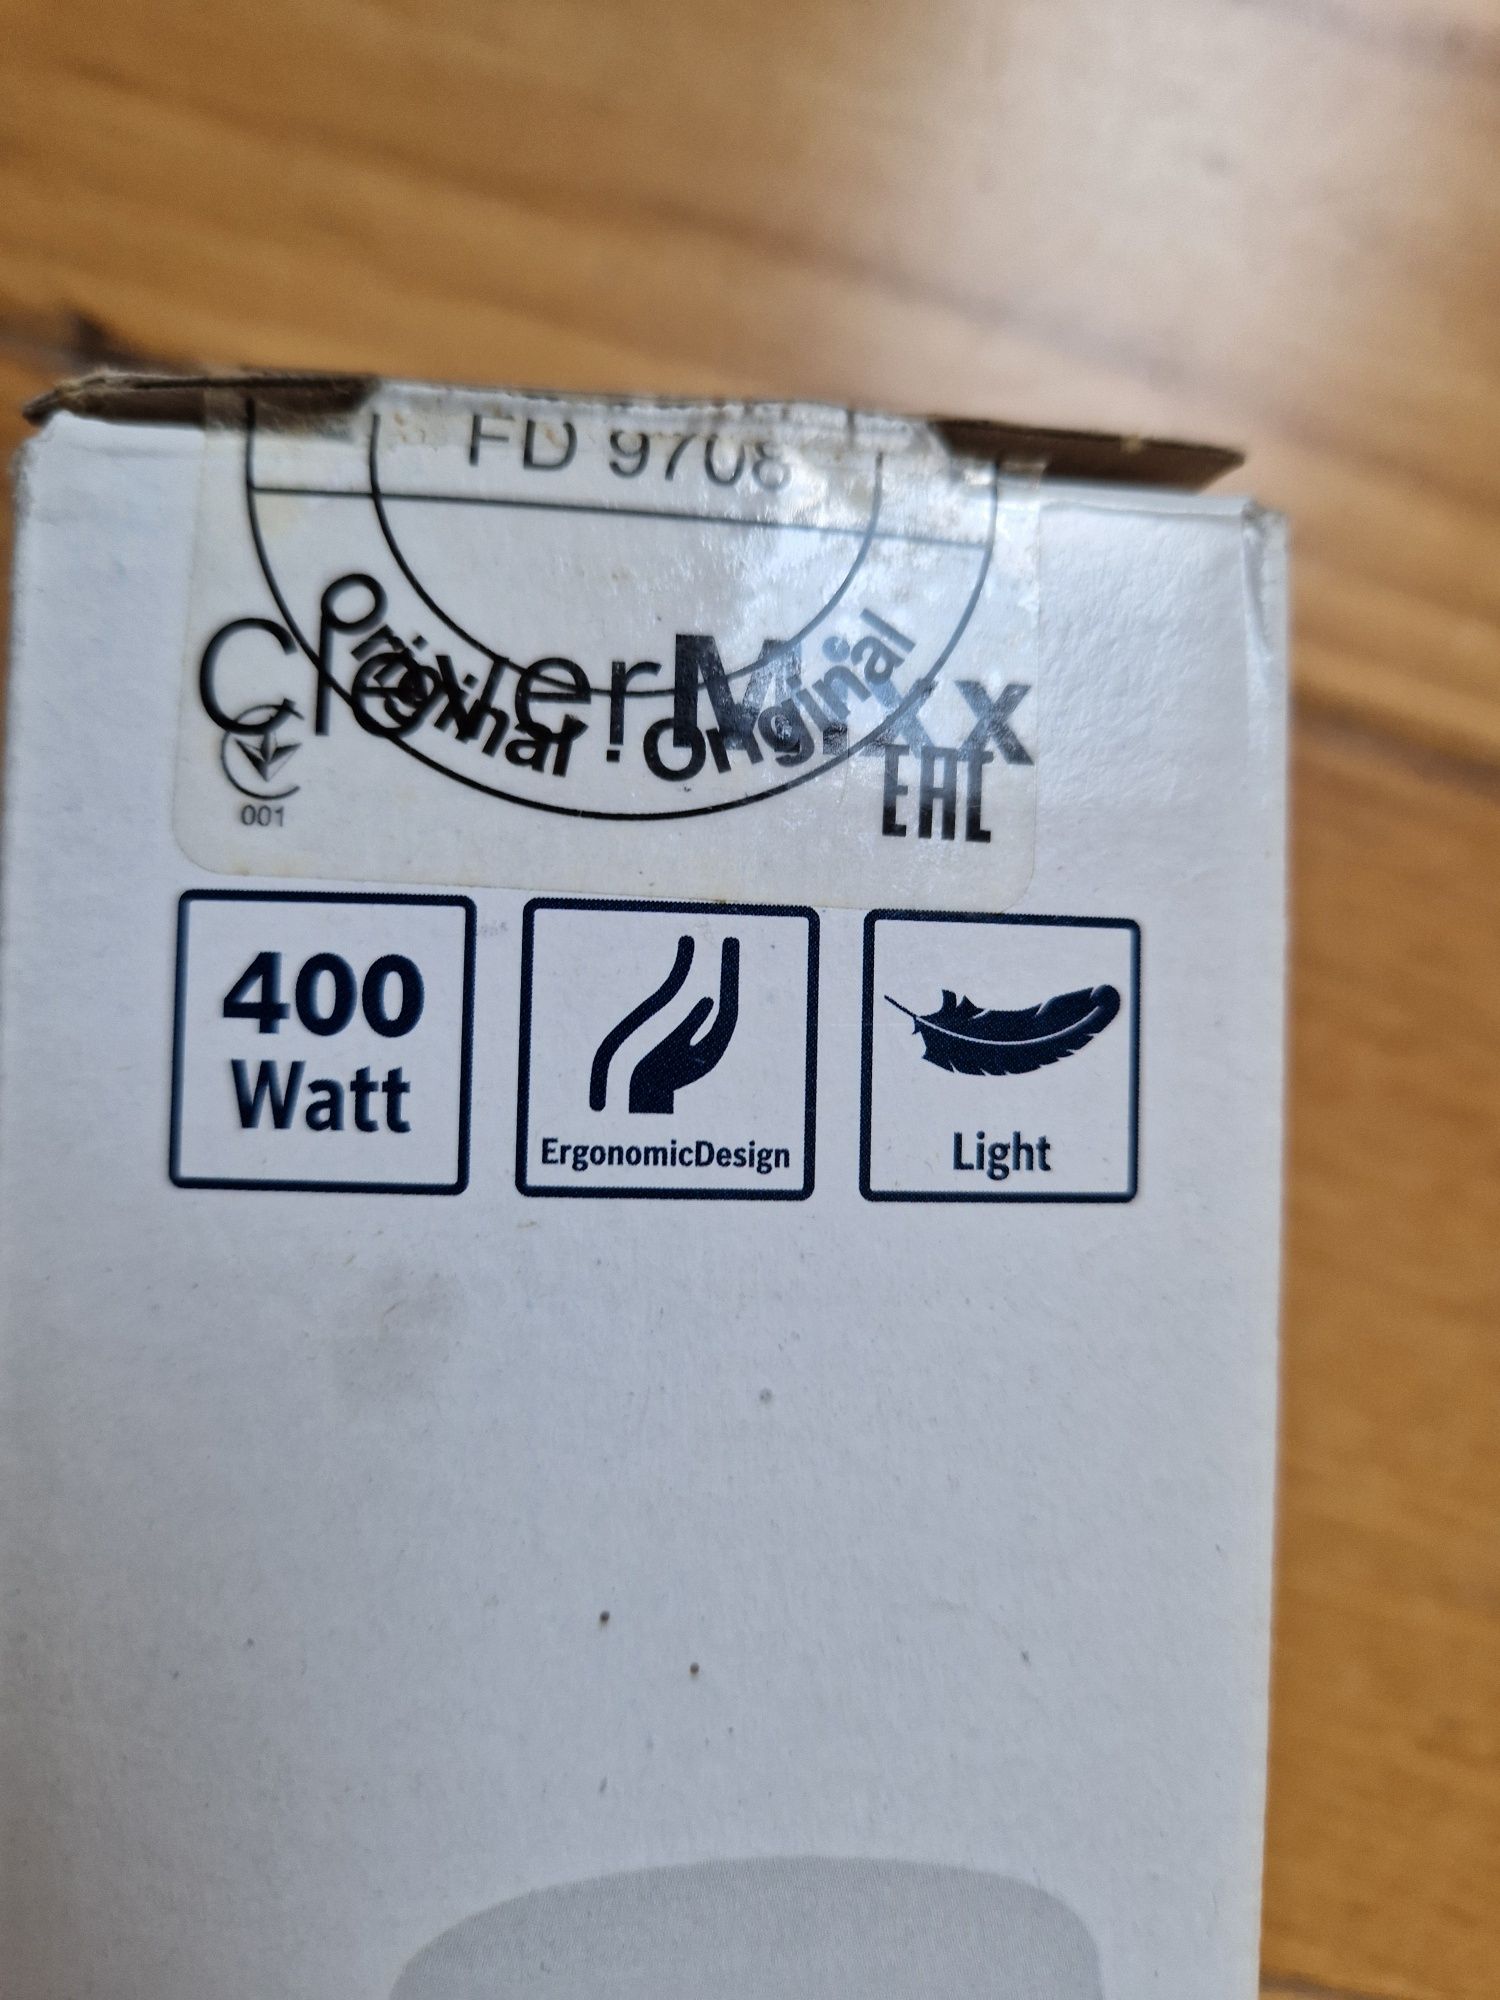 FD 9708
Original · Original
CleverMixx
EAC
001
400
Watt
ErgonomicDesign
Light